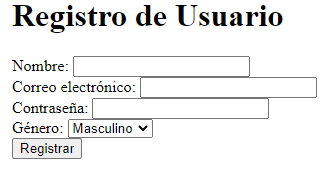 Registro de Usuario
Nombre:
Correo electrónico:
Contraseña:
Género: Masculino
Registrar